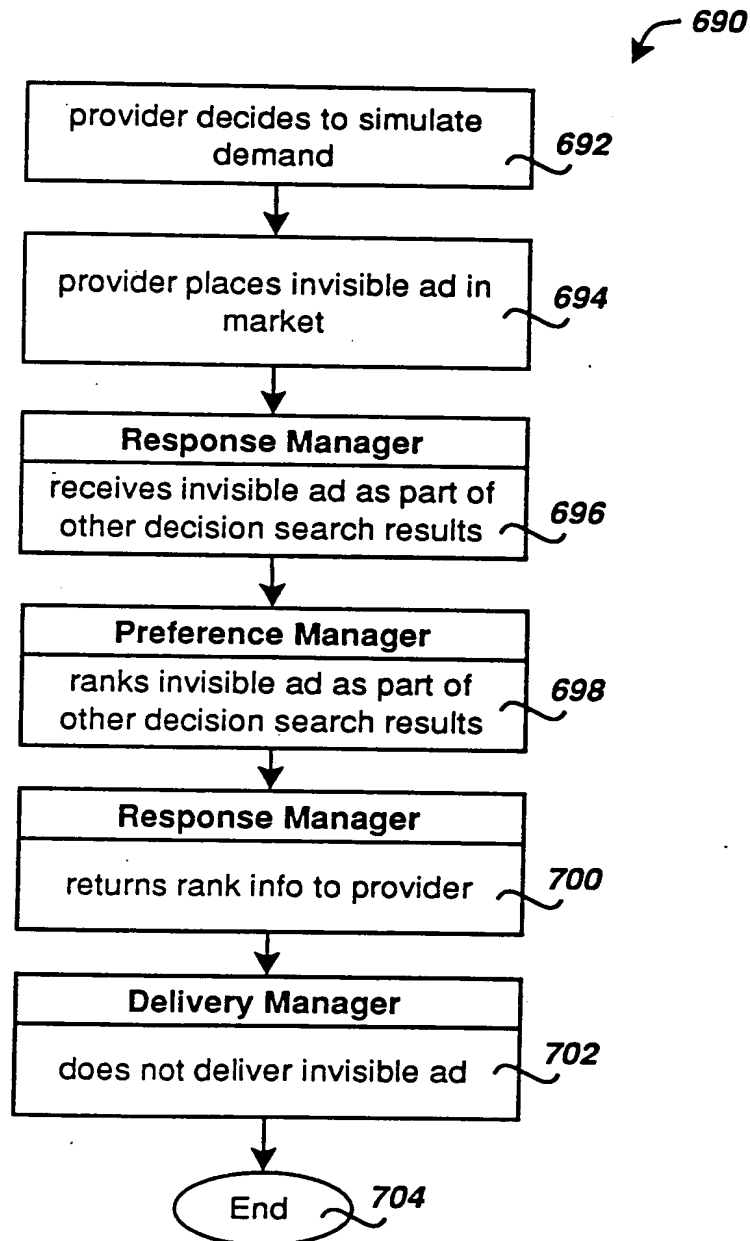 690
provider decides to simulate
demand
692
provider places invisible ad in
market
694
Response Manager
receives invisible ad as part of
other decision search results
696
Preference Manager
ranks invisible ad as part of
other decision search results
698
Response Manager
returns rank info to provider
700
Delivery Manager
does not deliver invisible ad
702
End
704